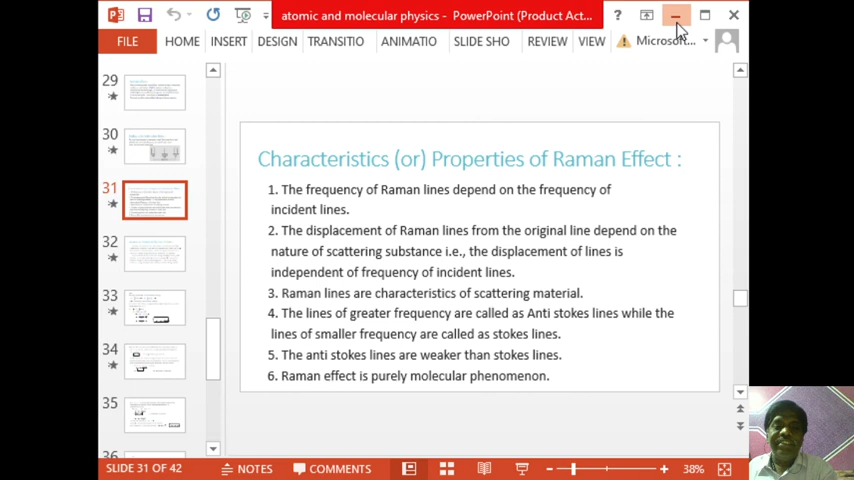 atomic and molecular physics - PowerPoint (Product Act...
?
FILE
HOME
INSERT
DESIGN
TRANSITIO
ANIMATIO
SLIDE SHO
REVIEW
VIEW
Microsoft...
29
30
31
32
33
34
35
36
Characteristics (or) Properties of Raman Effect :
1. The frequency of Raman lines depend on the frequency of
incident lines.
2. The displacement of Raman lines from the original line depend on the
nature of scattering substance i.e., the displacement of lines is
independent of frequency of incident lines.
3. Raman lines are characteristics of scattering material.
4. The lines of greater frequency are called as Anti stokes lines while the
lines of smaller frequency are called as stokes lines.
5. The anti stokes lines are weaker than stokes lines.
6. Raman effect is purely molecular phenomenon.
SLIDE 31 OF 42
NOTES
COMMENTS
38%